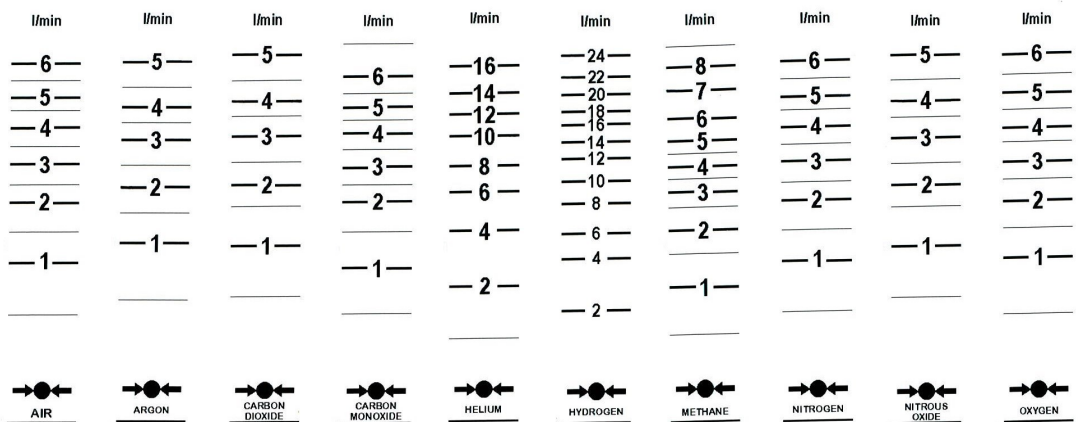 l/min
6
5
4
3
2
1
AIR
l/min
5
4
3
2
1
ARGON
l/min
5
4
3
2
1
CARBON
DIOXIDE
l/min
6
5
4
3
2
1
CARBON
MONOXIDE
l/min
16
14
12
10
8
6
4
2
HELIUM
l/min
24
22
20
18
16
14
12
10
8
6
4
2
HYDROGEN
l/min
8
7
6
5
4
3
2
1
METHANE
l/min
6
5
4
3
2
1
NITROGEN
l/min
5
4
3
2
1
NITROUS
OXIDE
l/min
6
5
4
3
2
1
OXYGEN